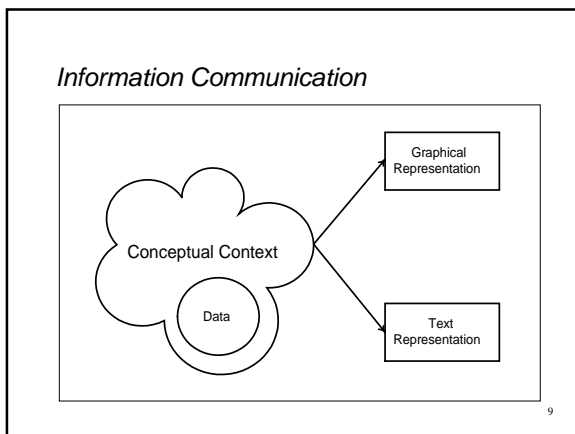 Information Communication
Graphical
Representation
Conceptual Context
Data
Text
Representation
9